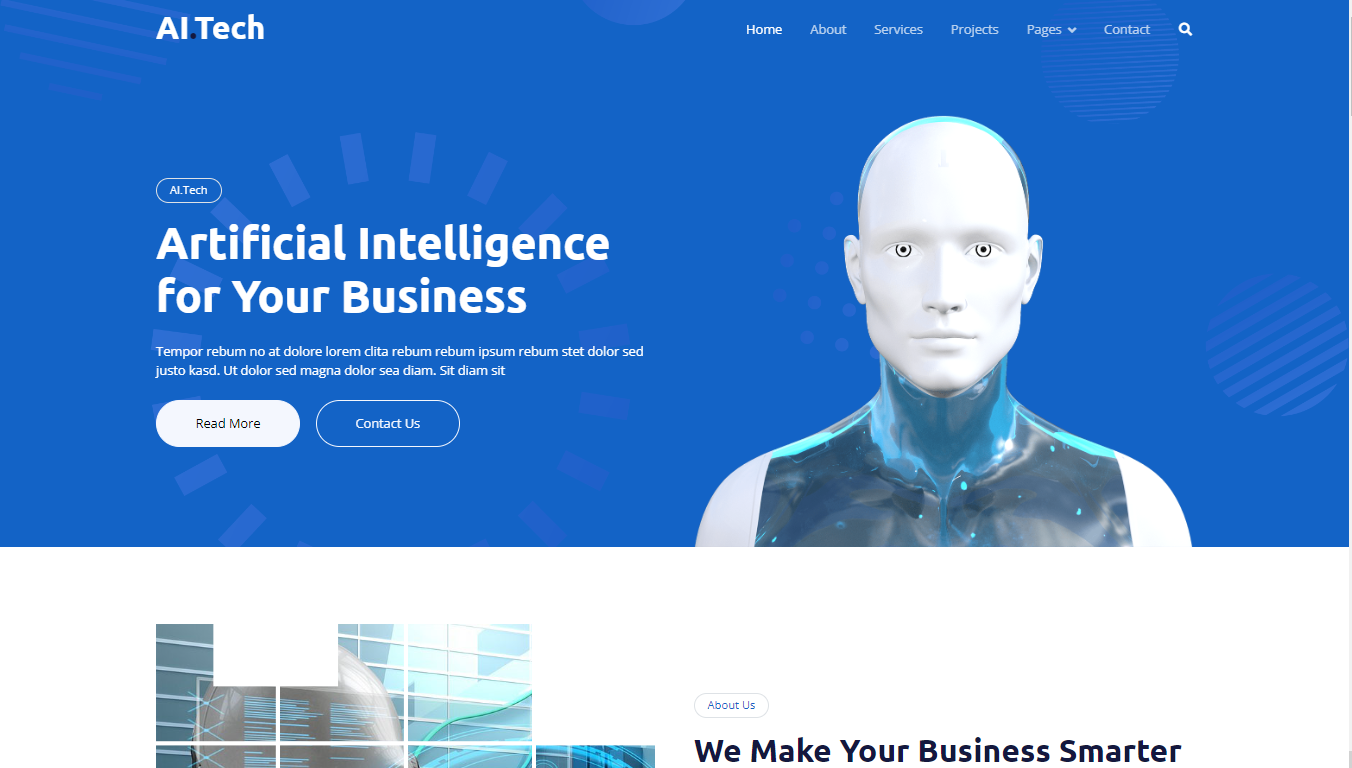 AI.Tech
Home About Services Projects Pages Contact
AI.Tech
Artificial Intelligence
for Your Business
Tempor rebum no at dolore lorem clita rebum rebum ipsum rebum stet dolor sed
justo kasd. Ut dolor sed magna dolor sea diam. Sit diam sit
Read More
Contact Us
About Us
We Make Your Business Smarter